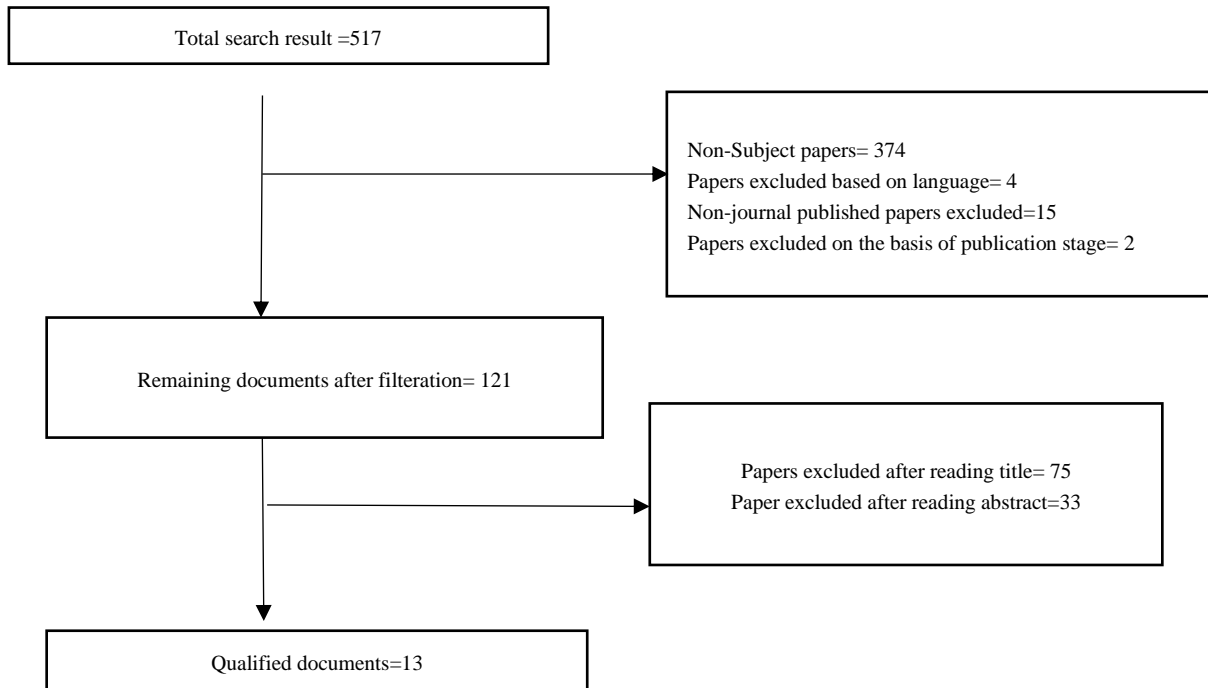 Total search result =517
Non-Subject papers= 374
Papers excluded based on language= 4
Non-journal published papers excluded=15
Papers excluded on the basis of publication stage= 2
Remaining documents after filteration= 121
Papers excluded after reading title= 75
Paper excluded after reading abstract=33
Qualified documents=13